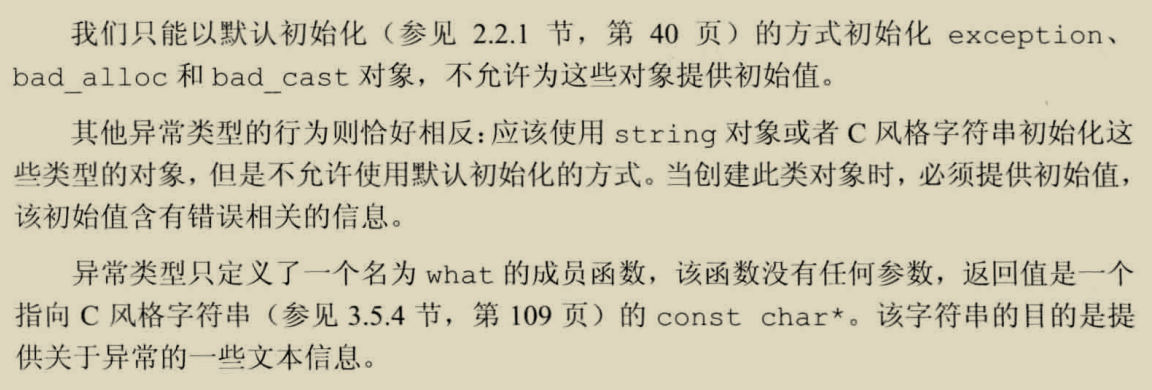 我们只能以默认初始化（参见 2.2.1 节，第 40 页）的方式初始化 exception、
bad_alloc 和 bad_cast 对象，不允许为这些对象提供初始值。
其他异常类型的行为则恰好相反：应该使用 string 对象或者 C 风格字符串初始化这
些类型的对象，但是不允许使用默认初始化的方式。当创建此类对象时，必须提供初始值，
该初始值含有错误相关的信息。
异常类型只定义了一个名为 what 的成员函数，该函数没有任何参数，返回值是一个
指向 C 风格字符串（参见 3.5.4 节，第 109 页）的 const char*。该字符串的目的是提
供关于异常的一些文本信息。